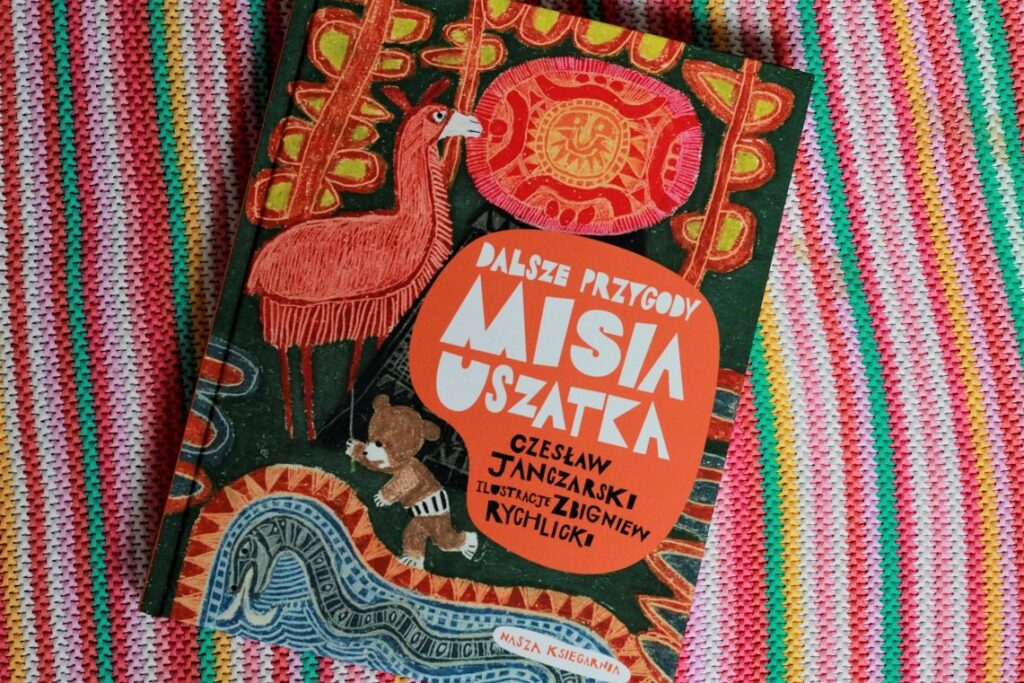 DALSZE PRZYGODY
MISIA
USZATKA
CZESŁAW
JANCZARSKI
ILUSTRACJE ZBIGNIEW
RYCHLICKI
NASZA KSIĘGARNIA